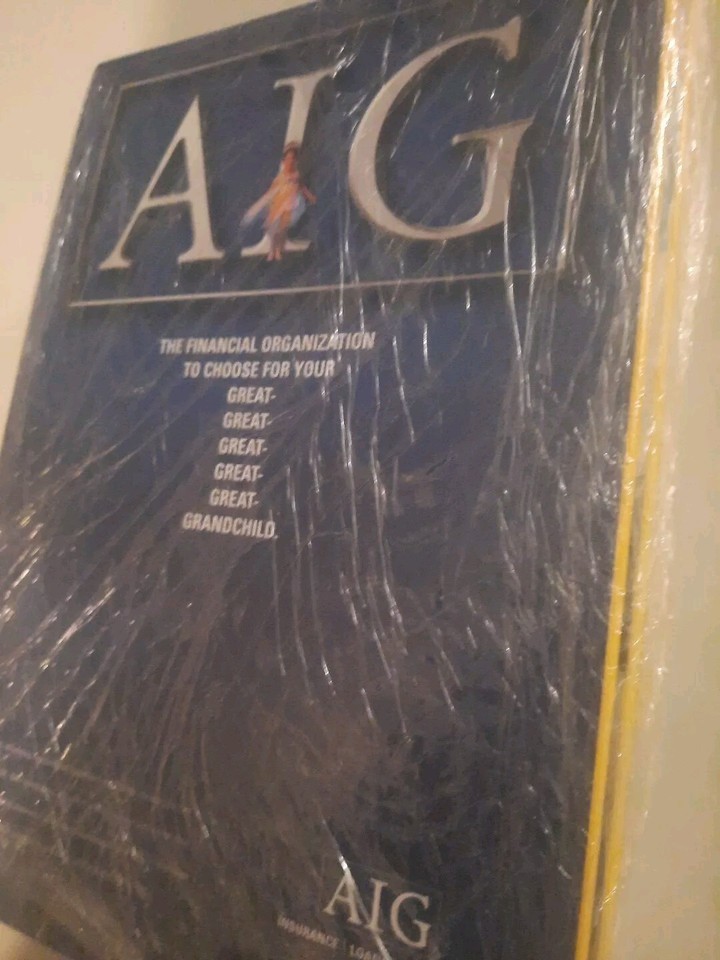 AIG
THE FINANCIAL ORGANIZATION
TO CHOOSE FOR YOUR
GREAT-
GREAT-
GREAT-
GREAT-
GREAT-
GRANDCHILD.
AIG
INSURANCE |